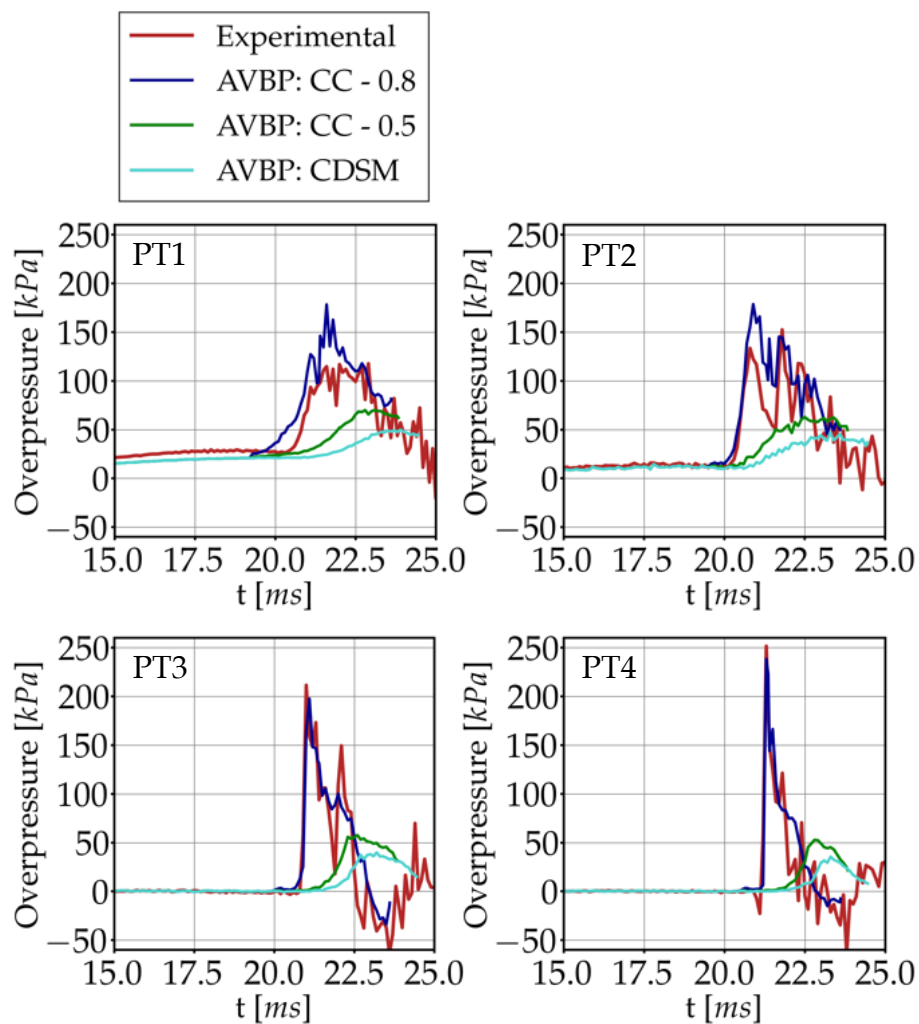 Experimental
AVBP: CC - 0.8
AVBP: CC - 0.5
AVBP: CDSM
PT1
Overpressure [kPa]
250
200
150
100
50
0
−50
15.0 17.5 20.0 22.5 25.0
t [ms]
PT2
Overpressure [kPa]
250
200
150
100
50
0
−50
15.0 17.5 20.0 22.5 25.0
t [ms]
PT3
Overpressure [kPa]
250
200
150
100
50
0
−50
15.0 17.5 20.0 22.5 25.0
t [ms]
PT4
Overpressure [kPa]
250
200
150
100
50
0
−50
15.0 17.5 20.0 22.5 25.0
t [ms]